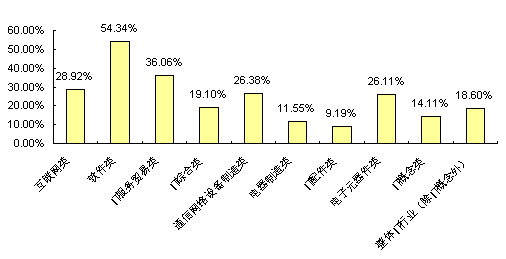 60.00%
50.00%
40.00%
30.00%
20.00%
10.00%
0.00%
28.92%
54.34%
36.06%
19.10%
26.38%
11.55%
9.19%
26.11%
14.11%
18.60%
互联网类
软件类
IT服务贸易类
IT综合类
通信网络设备制造类
电器制造类
IT配件类
电子元器件类
IT概念类
整体IT行业（除IT概念外）